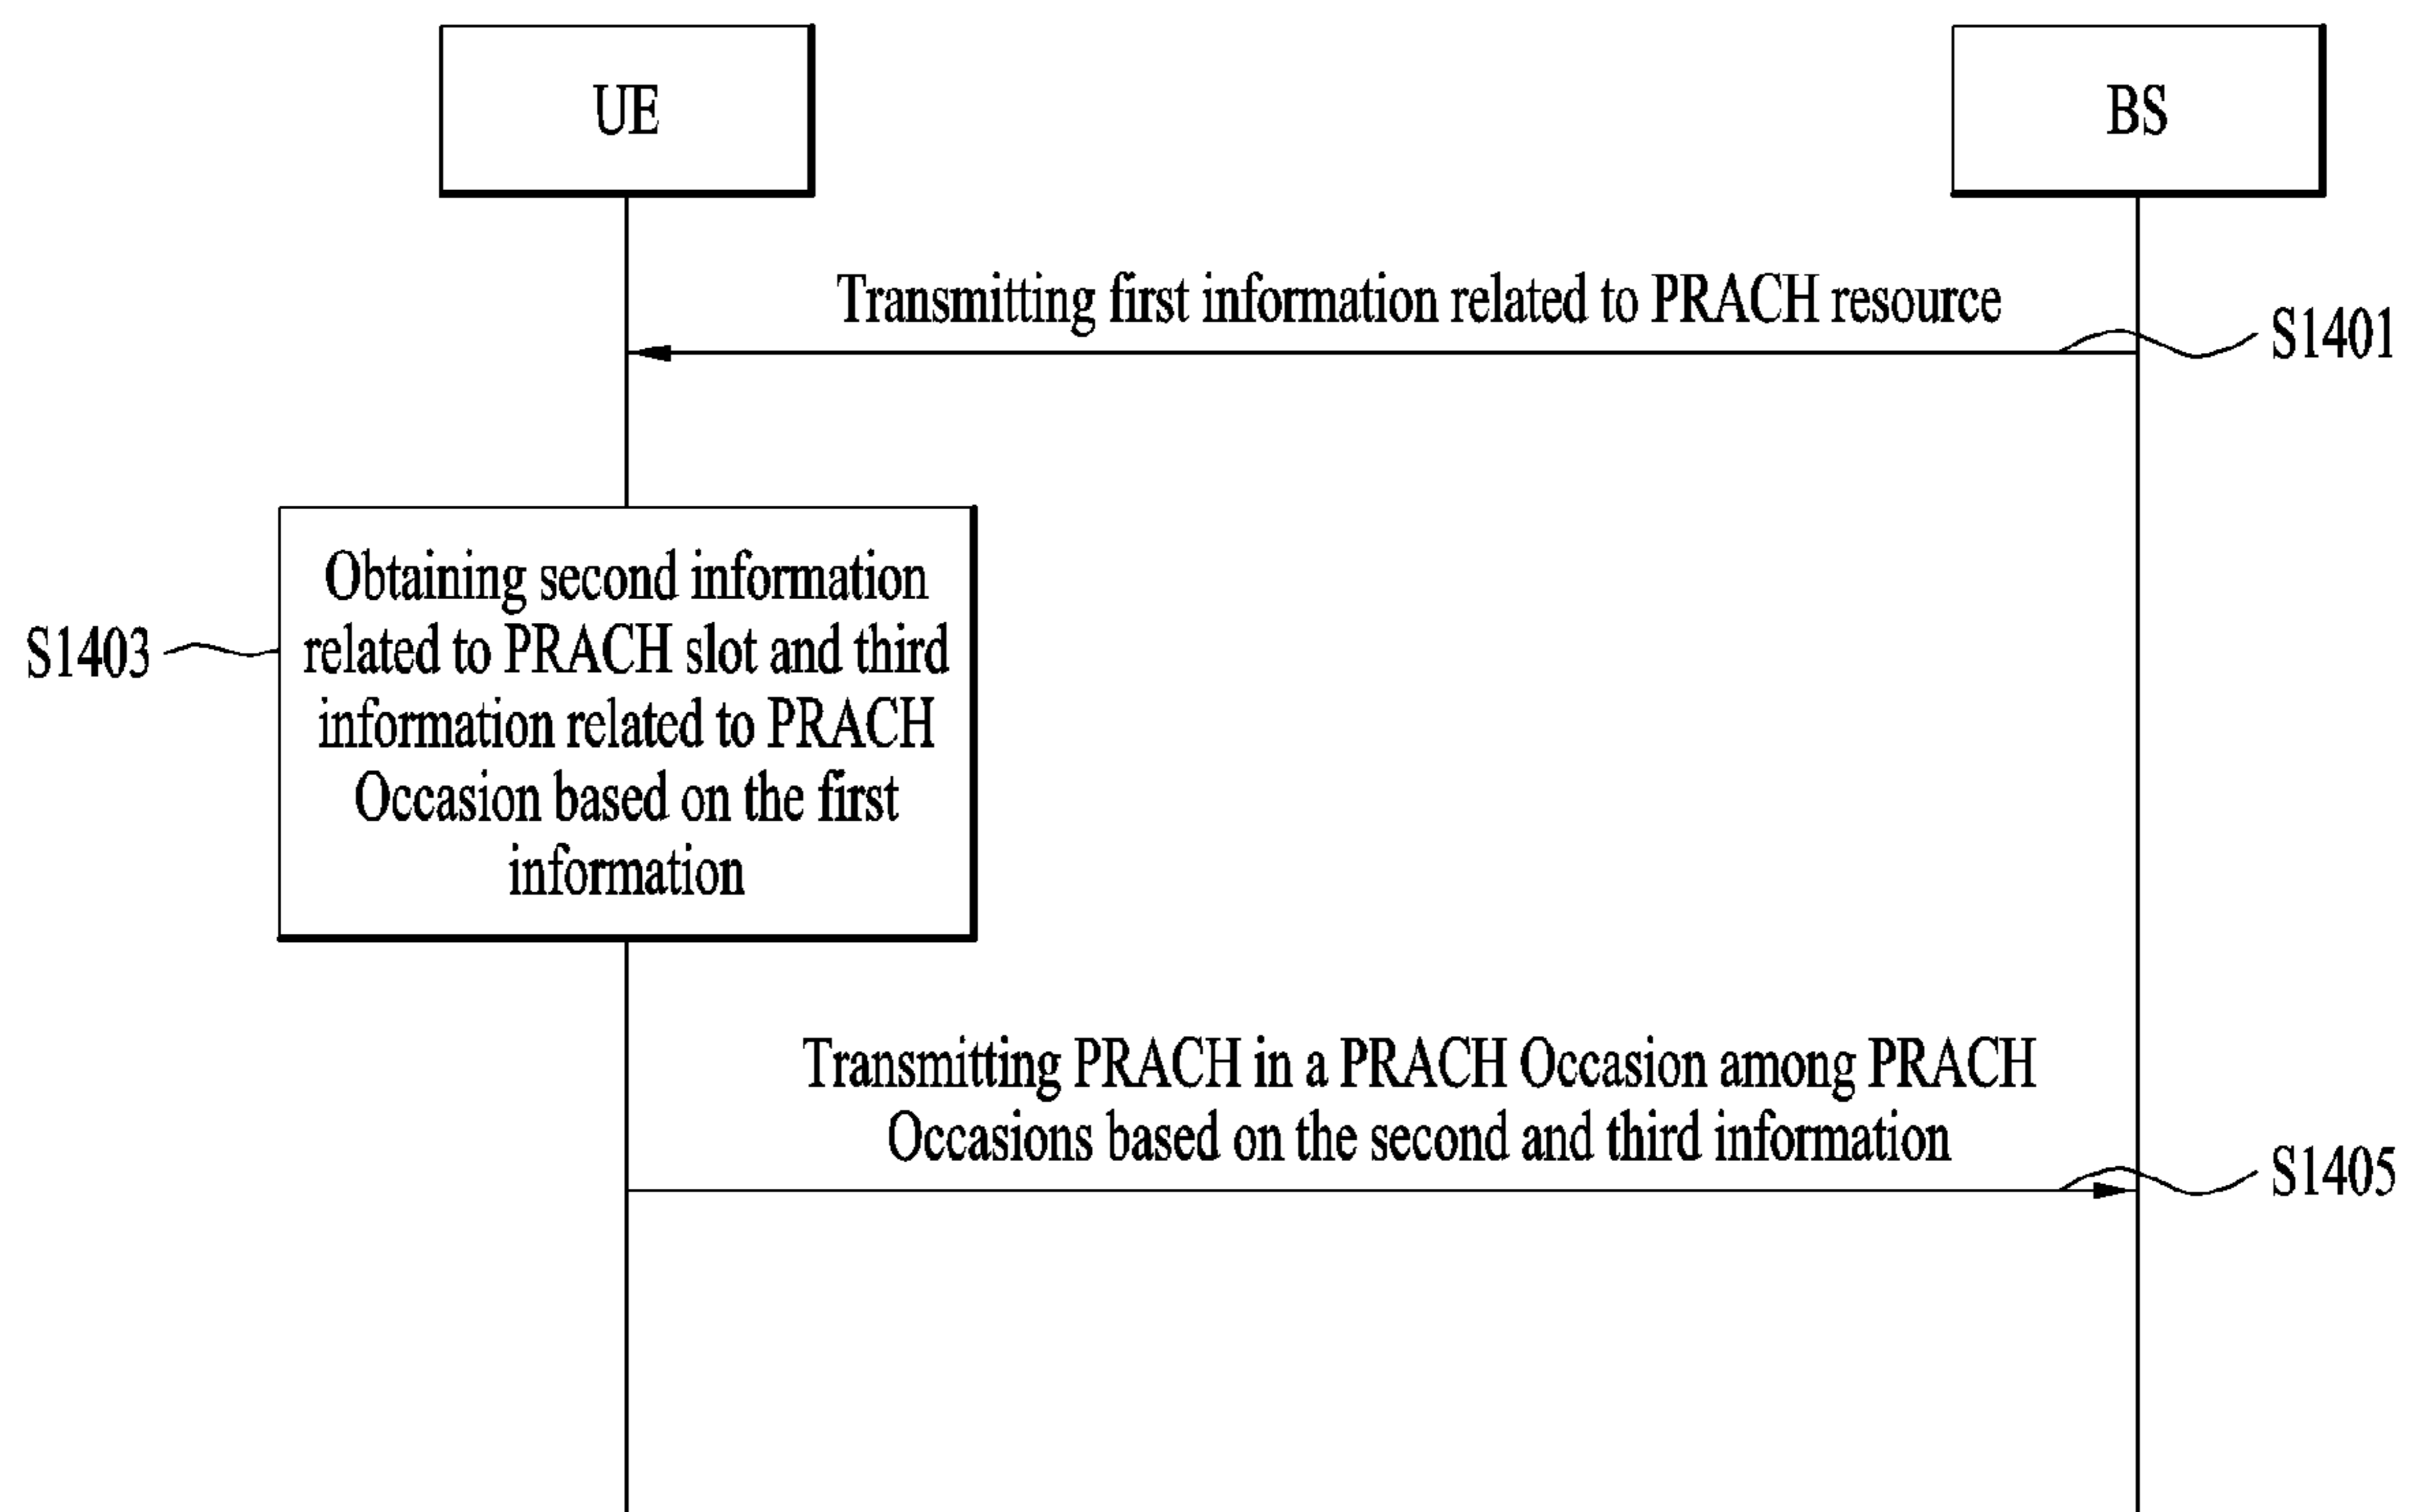 UE
BS
Transmitting first information related to PRACH resource
S1401
Obtaining second information
related to PRACH slot and third
information related to PRACH
Occasion based on the first
information
S1403
Transmitting PRACH in a PRACH Occasion among PRACH
Occasions based on the second and third information
S1405